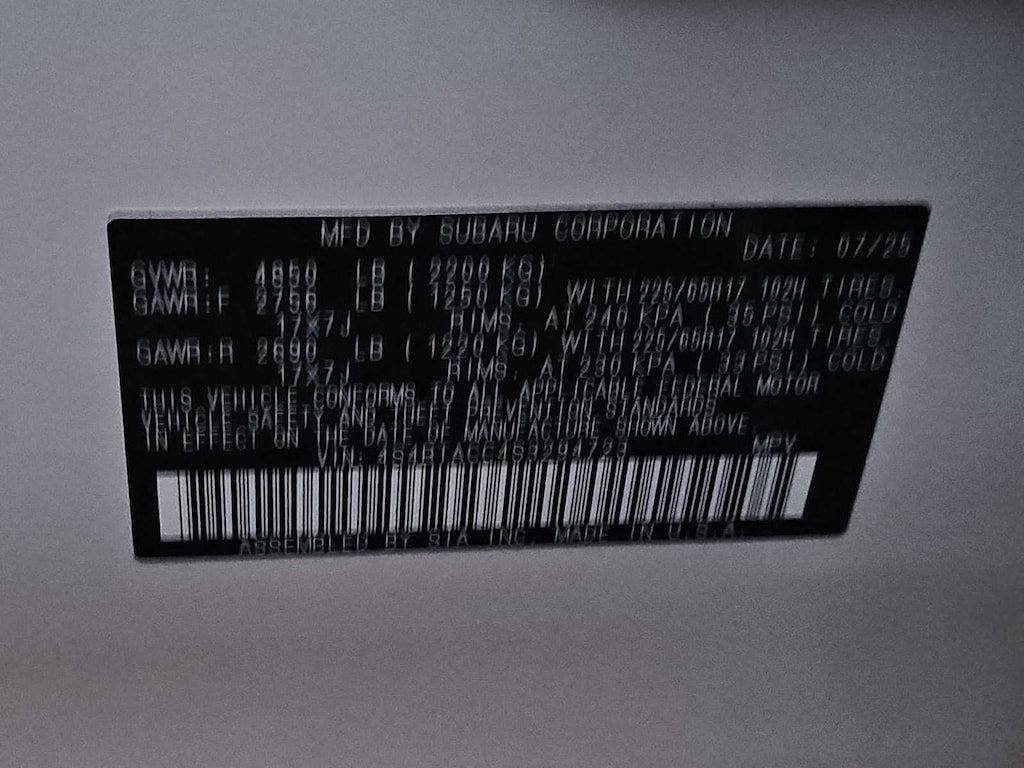 MFD BY SUBARU CORPORATION
DATE: 07/25
GVWR: 4850 LB (2200 KG)
GAWR:F 2756 LB (1250 KG) WITH 225/65R17 102H TIRES,
17X7J RIMS, AT 240 KPA (35 PSI) COLD
GAWR:R 2690 LB (1220 KG) WITH 225/65R17 102H TIRES,
17X7J RIMS, AT 230 KPA (33 PSI) COLD
THIS VEHICLE CONFORMS TO ALL APPLICABLE FEDERAL MOTOR
VEHICLE SAFETY AND THEFT PREVENTION STANDARDS
IN EFFECT ON THE DATE OF MANUFACTURE SHOWN ABOVE.
VIN: MPV
ASSEMBLED BY SIA INC. MADE IN U.S.A.